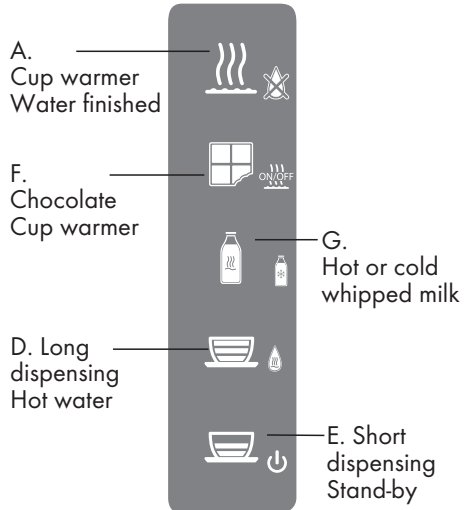 A.
Cup warmer
Water finished
F.
Chocolate
Cup warmer
ON/OFF
G.
Hot or cold
whipped milk
D. Long
dispensing
Hot water
E. Short
dispensing
Stand-by